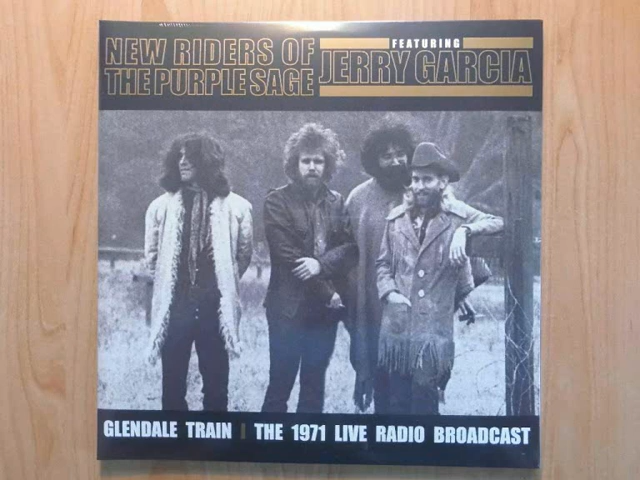 NEW RIDERS OF
THE PURPLE SAGE
FEATURING
JERRY GARCIA
GLENDALE TRAIN | THE 1971 LIVE RADIO BROADCAST